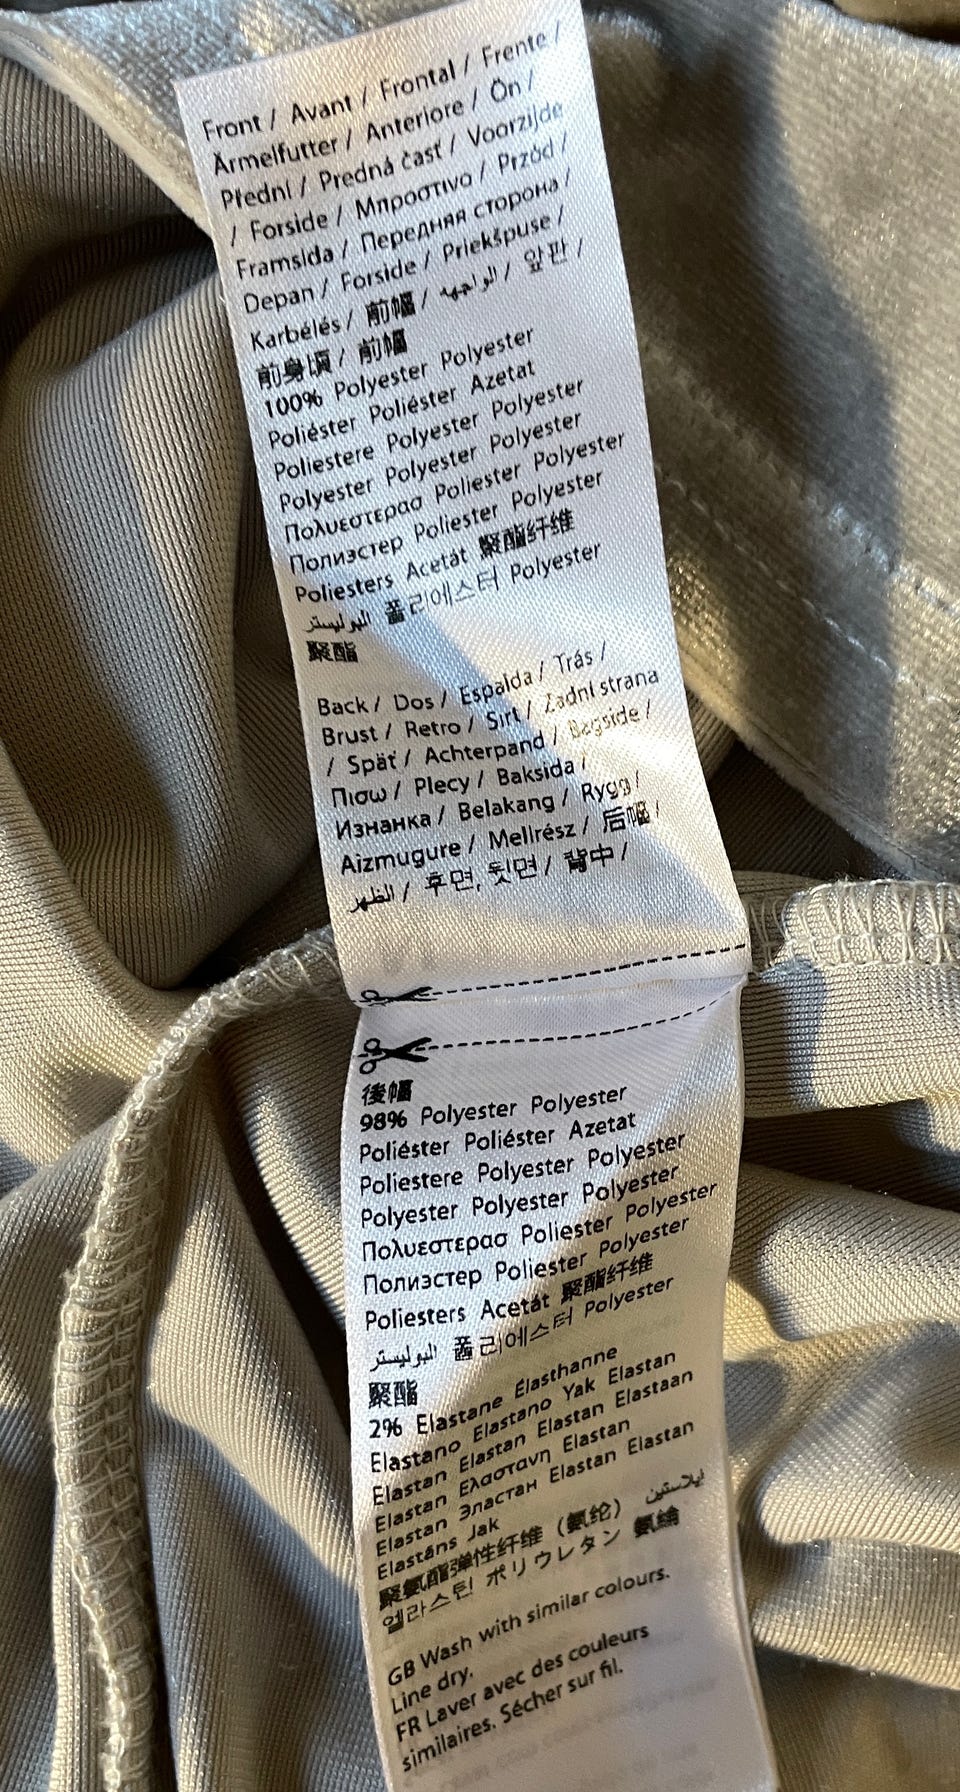 Front / Avant / Frontal / Frente /
Ärmelfutter / Anteriore / Ön /
Přední / Predná časť / Voorzijde
/ Forside / Μπροστινο / Przód /
Framsida / Передняя сторона /
Depan / Forside / Priekšpuse /
Karbélés / 前幅 / الواجهه / 앞판 /
前身頃 / 前幅
100% Polyester Polyester
Poliéster Poliéster Azetat
Poliestere Polyester Polyester
Polyester Polyester Polyester
Πολυεστερασ Poliester Polyester
Полиэстер Poliester Polyester
Poliesters Acetát 聚酯纤维
البوليستر 폴리에스터 Polyester
聚酯
Back / Dos / Espalda / Trás /
Brust / Retro / Sirt / Zadní strana
/ Späť / Achterpand / Bagside /
Πισω / Plecy / Baksida /
Изнанка / Belakang / Rygg /
Aizmugure / Mellrész / 后幅 /
الظهر / 후면, 뒷면 / 背中 /
後幅
98% Polyester Polyester
Poliéster Poliéster Azetat
Poliestere Polyester Polyester
Polyester Polyester Polyester
Πολυεστερασ Poliester Polyester
Полиэстер Poliester Polyester
Poliesters Acetát 聚酯纤维
البوليستر 폴리에스터 Polyester
聚酯
2% Elastane Élasthanne
Elastano Elastano Yak Elastan
Elastan Elastan Elastan Elastaan
Elastan Ελαστανη Elastan
Elastan Эластан Elastan Elastan
Elastāns Jak
聚氨酯弹性纤维（氨纶） ايلاستين
엘라스틴 ポリウレタン 氨綸
GB Wash with similar colours.
Line dry.
FR Laver avec des couleurs
similaires. Sécher sur fil.